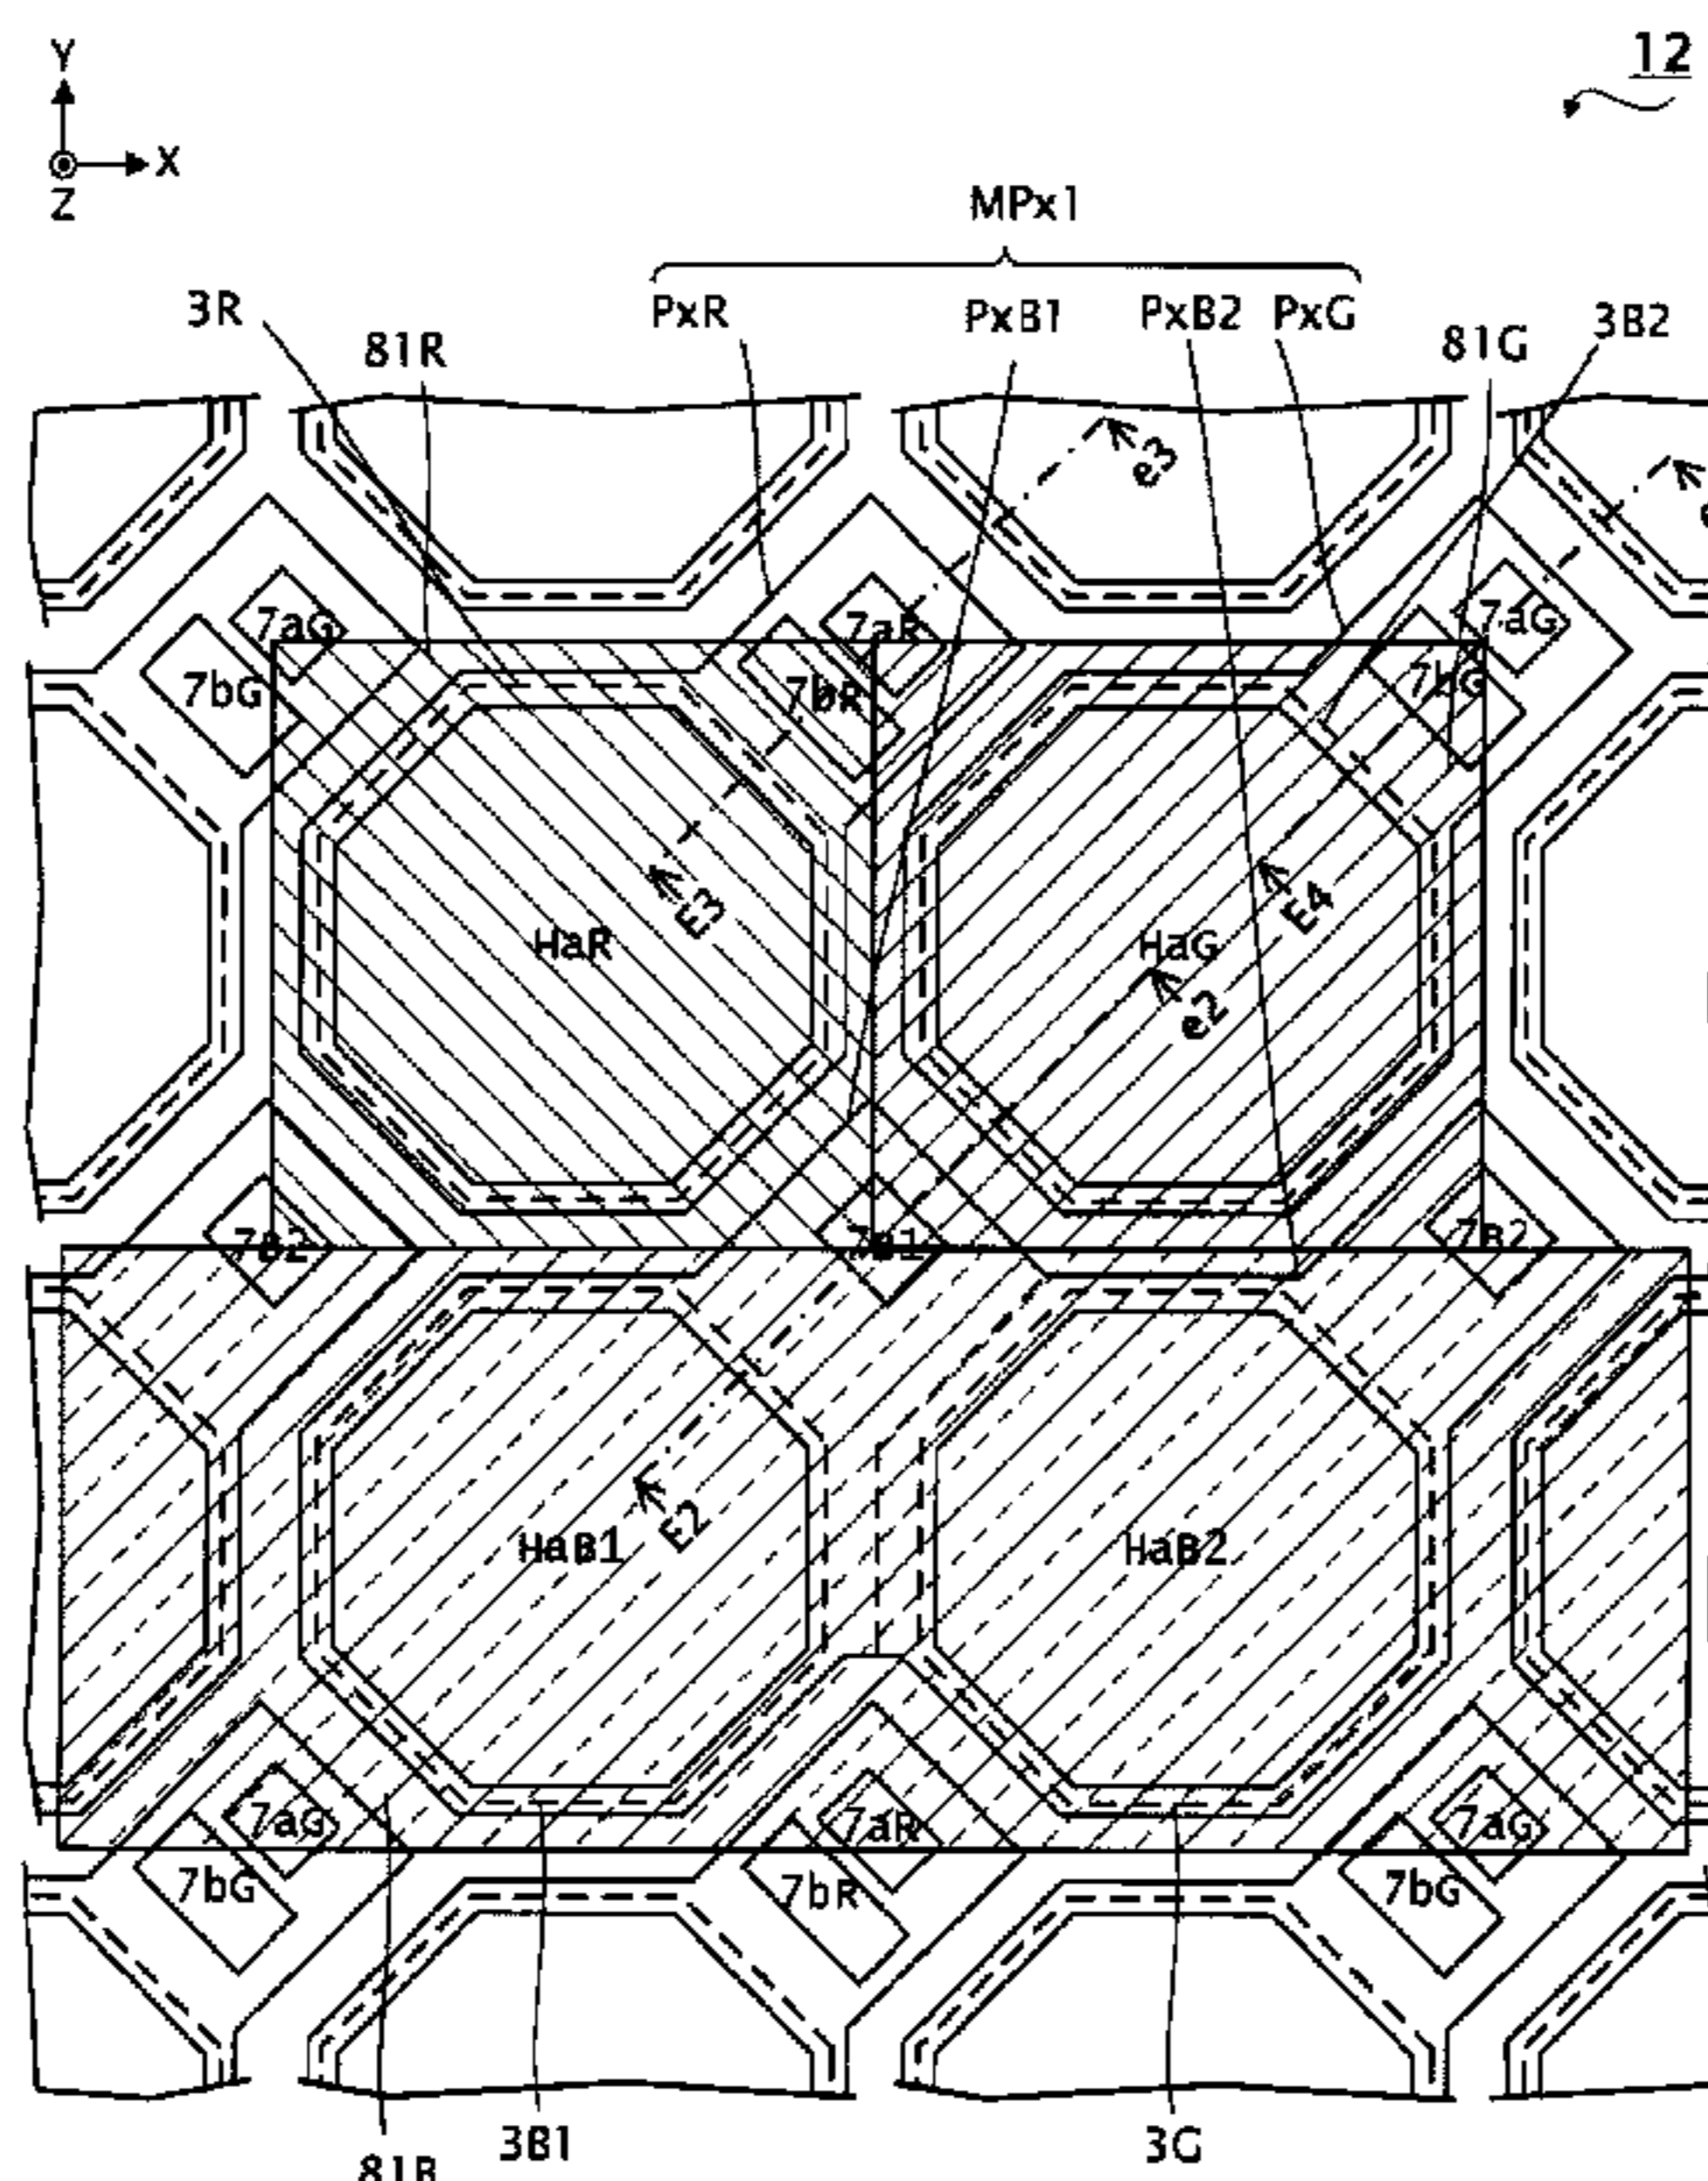 12
Y
X
Z
MPx1
PxR PxB1 PxB2 PxG
3R 81R 81G 3B2
e3
7aG 7aR 7aG
7bG 7bR 7bG
HaR E3 HaG E4
e2
7B2 7B1 7B2
HaB1 E2 HaB2
7aG 7aR 7aG
7bG 7bR 7bG
81B 3B1 3G